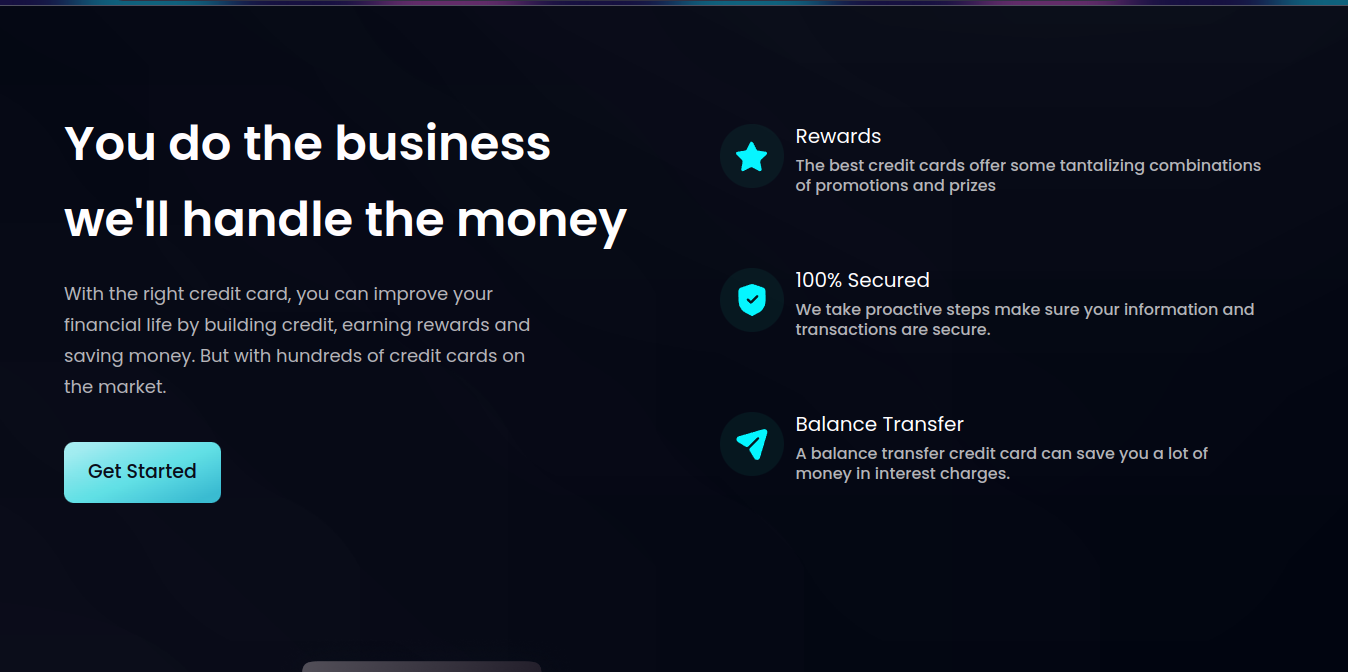 You do the business
we'll handle the money
With the right credit card, you can improve your
financial life by building credit, earning rewards and
saving money. But with hundreds of credit cards on
the market.
Get Started
Rewards
The best credit cards offer some tantalizing combinations
of promotions and prizes
100% Secured
We take proactive steps make sure your information and
transactions are secure.
Balance Transfer
A balance transfer credit card can save you a lot of
money in interest charges.